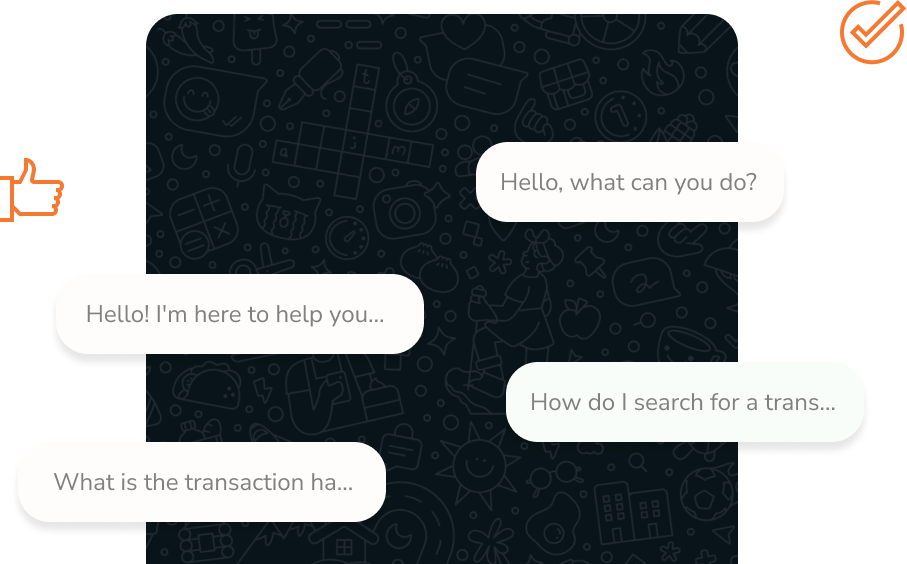 Hello, what can you do?
Hello! I'm here to help you...
How do I search for a trans...
What is the transaction ha...